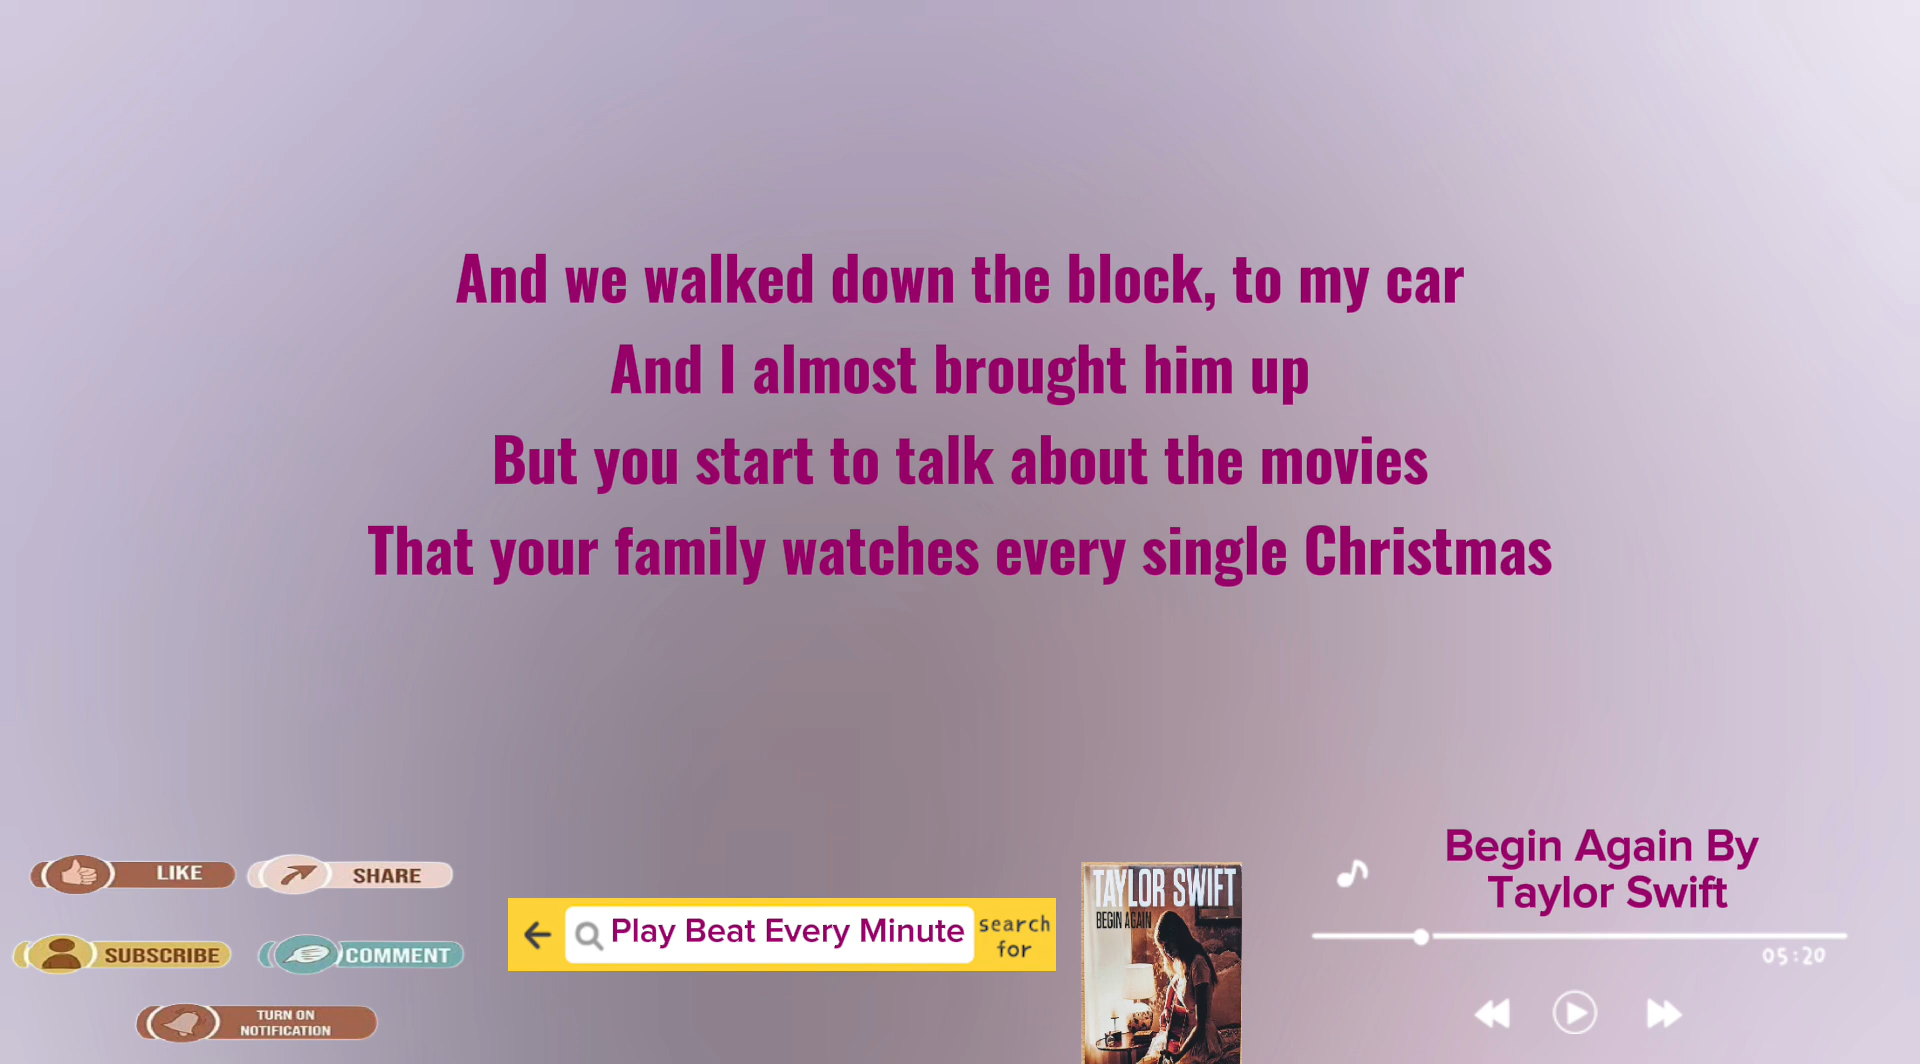 And we walked down the block, to my car
And I almost brought him up
But you start to talk about the movies
That your family watches every single Christmas
LIKE
SHARE
SUBSCRIBE
COMMENT
TURN ON
NOTIFICATION
Play Beat Every Minute
search
for
TAYLOR SWIFT
BEGIN AGAIN
Begin Again By
Taylor Swift
05:20